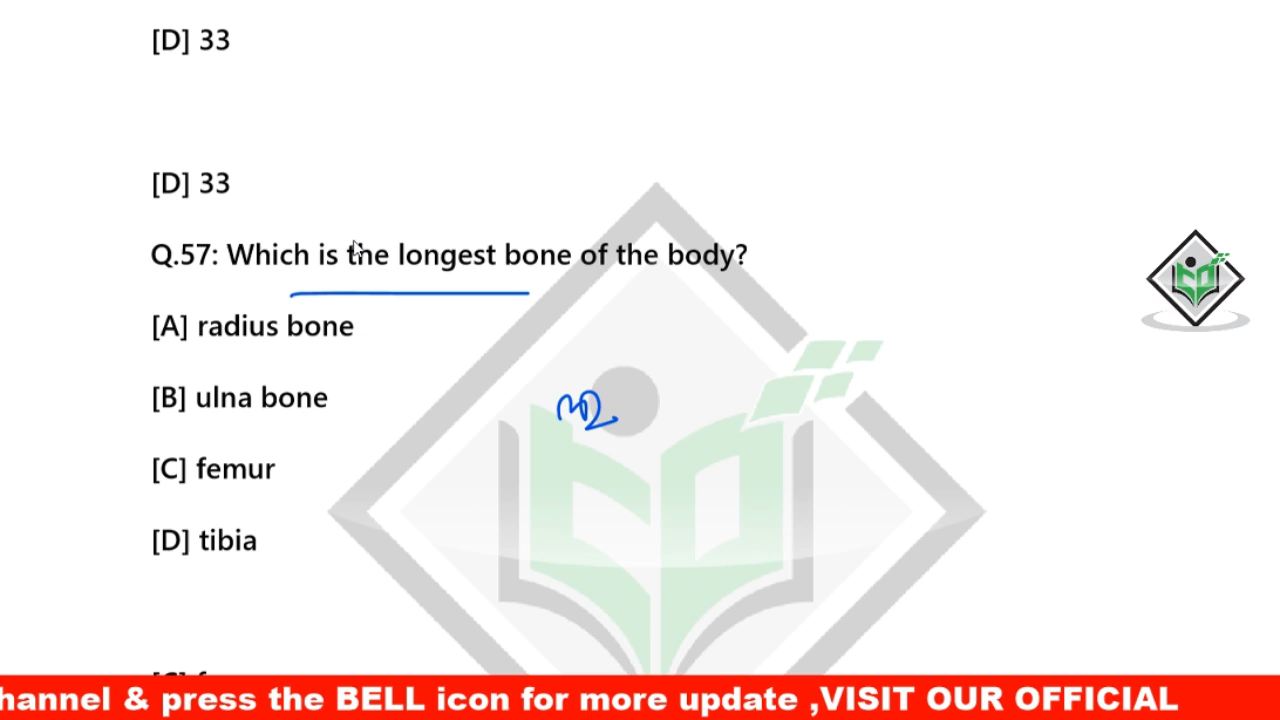 [D] 33
[D] 33
Q.57: Which is the longest bone of the body?
[A] radius bone
[B] ulna bone
[C] femur
[D] tibia
hannel & press the BELL icon for more update ,VISIT OUR OFFICIAL